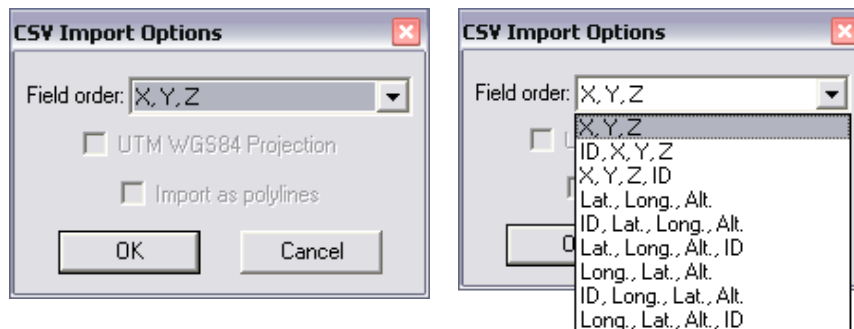 CSV Import Options
Field order: X, Y, Z
UTM WGS84 Projection
Import as polylines
OK Cancel
CSV Import Options
Field order: X, Y, Z
X, Y, Z
ID, X, Y, Z
X, Y, Z, ID
Lat., Long., Alt.
ID, Lat., Long., Alt.
Lat., Long., Alt., ID
Long., Lat., Alt.
ID, Long., Lat., Alt.
Long., Lat., Alt., ID